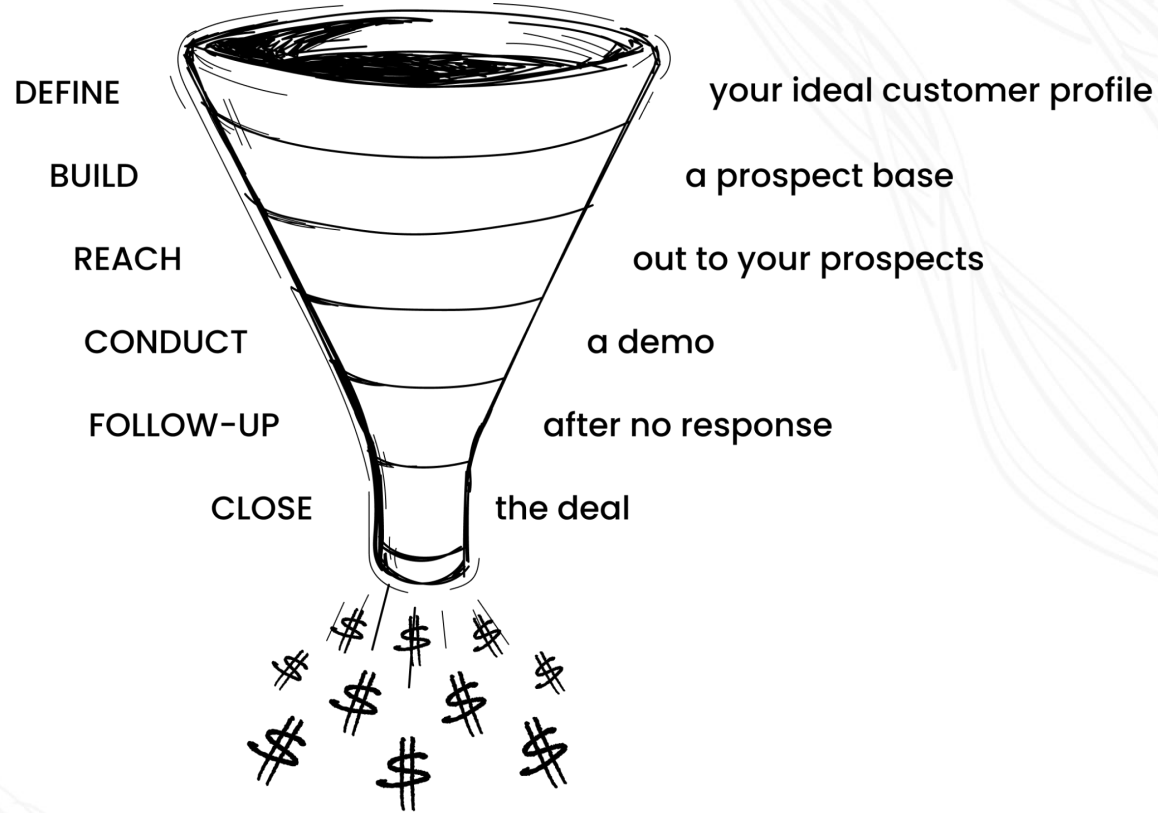 DEFINE your ideal customer profile
BUILD a prospect base
REACH out to your prospects
CONDUCT a demo
FOLLOW-UP after no response
CLOSE the deal
$ $ $
$ $
$ $
$ $ $